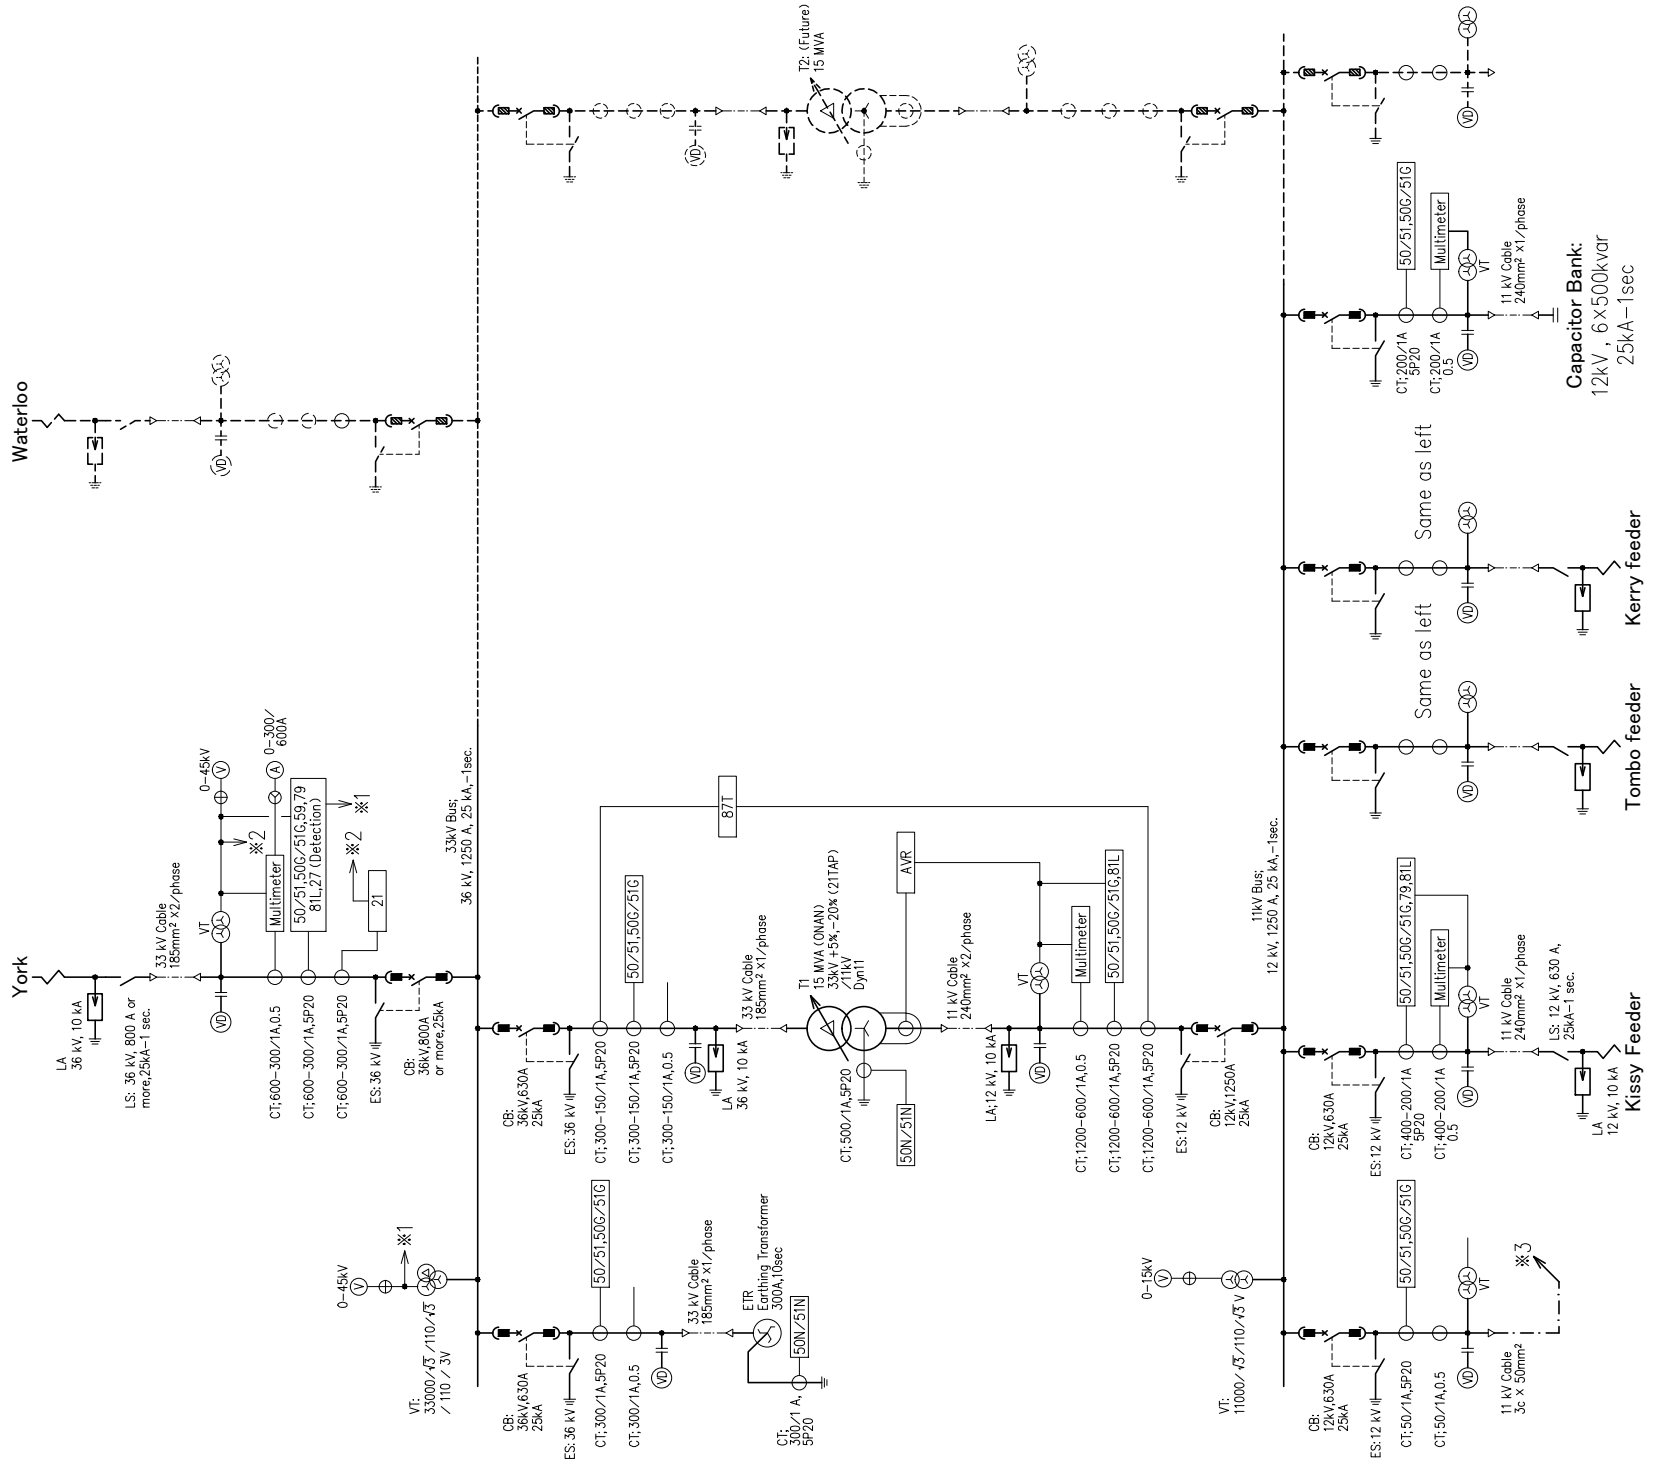 York
LA
36 kV, 10 kA
LS: 36 kV, 800 A or
more,25kA-1 sec.
33 kV Cable
185mm² X2/phase
VD
VT
0-45kV
V
※2
A
0-300/
600A
CT;600-300/1A,0.5
Multimeter
CT;600-300/1A,5P20
50/51,50G/51G,59,79
81L,27 (Detection)
※1
CT;600-300/1A,5P20
21
※2
ES:36 kV
CB:
36kV,800A
or more,25kA
Waterloo
VD
33kV Bus;
36 kV, 1250 A, 25 kA,-1sec.
VT:
33000/√3 /110/√3
/ 110 / 3V
0-45kV
V
※1
CB:
36kV,630A
25kA
ES:36 kV
CT;300/1A,5P20
50/51,50G/51G
CT;300/1A,0.5
VD
33 kV Cable
185mm² X1/phase
ETR
Earthing Transformer
300A,10sec
CT;
300/1 A,
5P20
50N/51N
CB:
36kV,630A
25kA
ES:36 kV
CT;300-150/1A,5P20
CT;300-150/1A,5P20
50/51,50G/51G
CT;300-150/1A,0.5
VD
LA
36 kV, 10 kA
33 kV Cable
185mm² X1/phase
87T
T1
15 MVA (ONAN)
33kV +5%,-20% (21TAP)
/11kV
Dyn11
CT;500/1A,5P20
50N/51N
AVR
11 kV Cable
240mm² X2/phase
LA;12 kV, 10 kA
VD
VT
CT;1200-600/1A,0.5
Multimeter
CT;1200-600/1A,5P20
50/51,50G/51G,81L
CT;1200-600/1A,5P20
ES:12 kV
CB:
12kV,1250A
25kA
VD
T2: (Future)
15 MVA
11kV Bus;
12 kV, 1250 A, 25 kA,-1sec.
VT:
11000/√3/110/√3 V
0-15kV
V
CB:
12kV,630A
25kA
ES:12 kV
CT;50/1A,5P20
50/51,50G/51G
CT;50/1A,0.5
VD
VT
11 kV Cable
3c x 50mm²
※3
CB:
12kV,630A
25kA
ES:12 kV
CT;400-200/1A
5P20
50/51,50G/51G,79,81L
CT;400-200/1A
0.5
Multimeter
VD
VT
11 kV Cable
240mm² X1/phase
LS: 12 kV, 630 A,
25kA-1 sec.
LA
12 kV, 10 kA
Kissy Feeder
Same as left
VD
Tombo feeder
Same as left
VD
Kerry feeder
CT;200/1A
5P20
50/51,50G/51G
CT;200/1A
0.5
Multimeter
VD
VT
11 kV Cable
240mm² X1/phase
Capacitor Bank:
12kV , 6×500kvar
25kA-1sec
VD